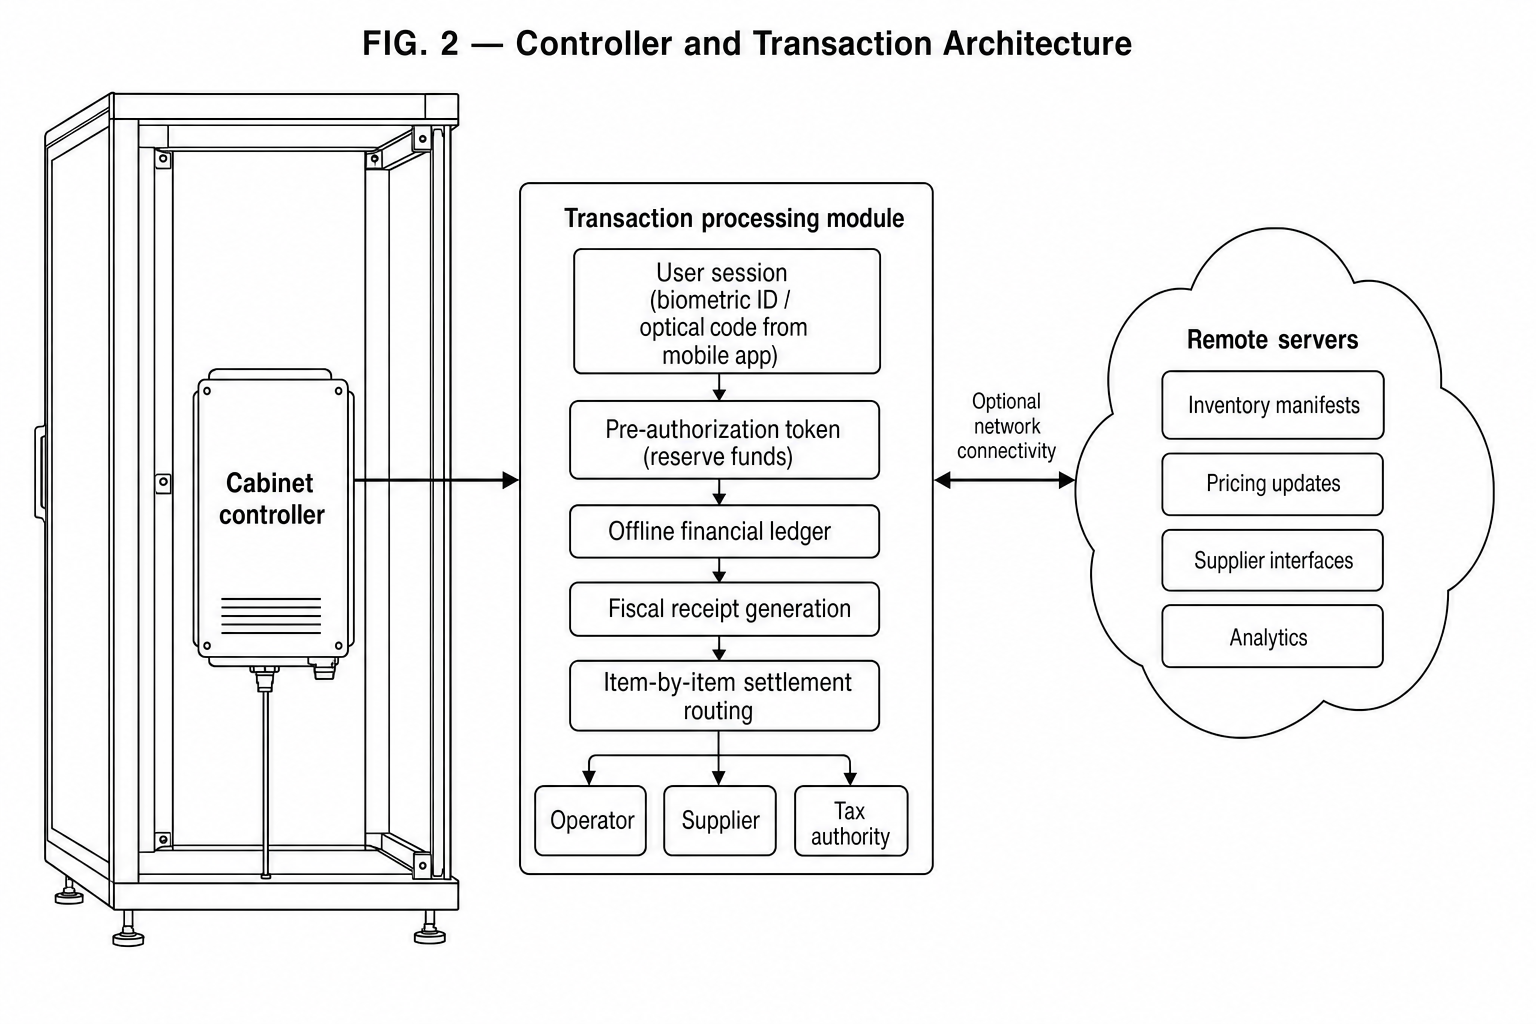 FIG. 2 — Controller and Transaction Architecture
Cabinet
controller
Transaction processing module
User session
(biometric ID /
optical code from
mobile app)
Pre-authorization token
(reserve funds)
Offline financial ledger
Fiscal receipt generation
Item-by-item settlement
routing
Operator
Supplier
Tax
authority
Optional
network
connectivity
Remote servers
Inventory manifests
Pricing updates
Supplier interfaces
Analytics